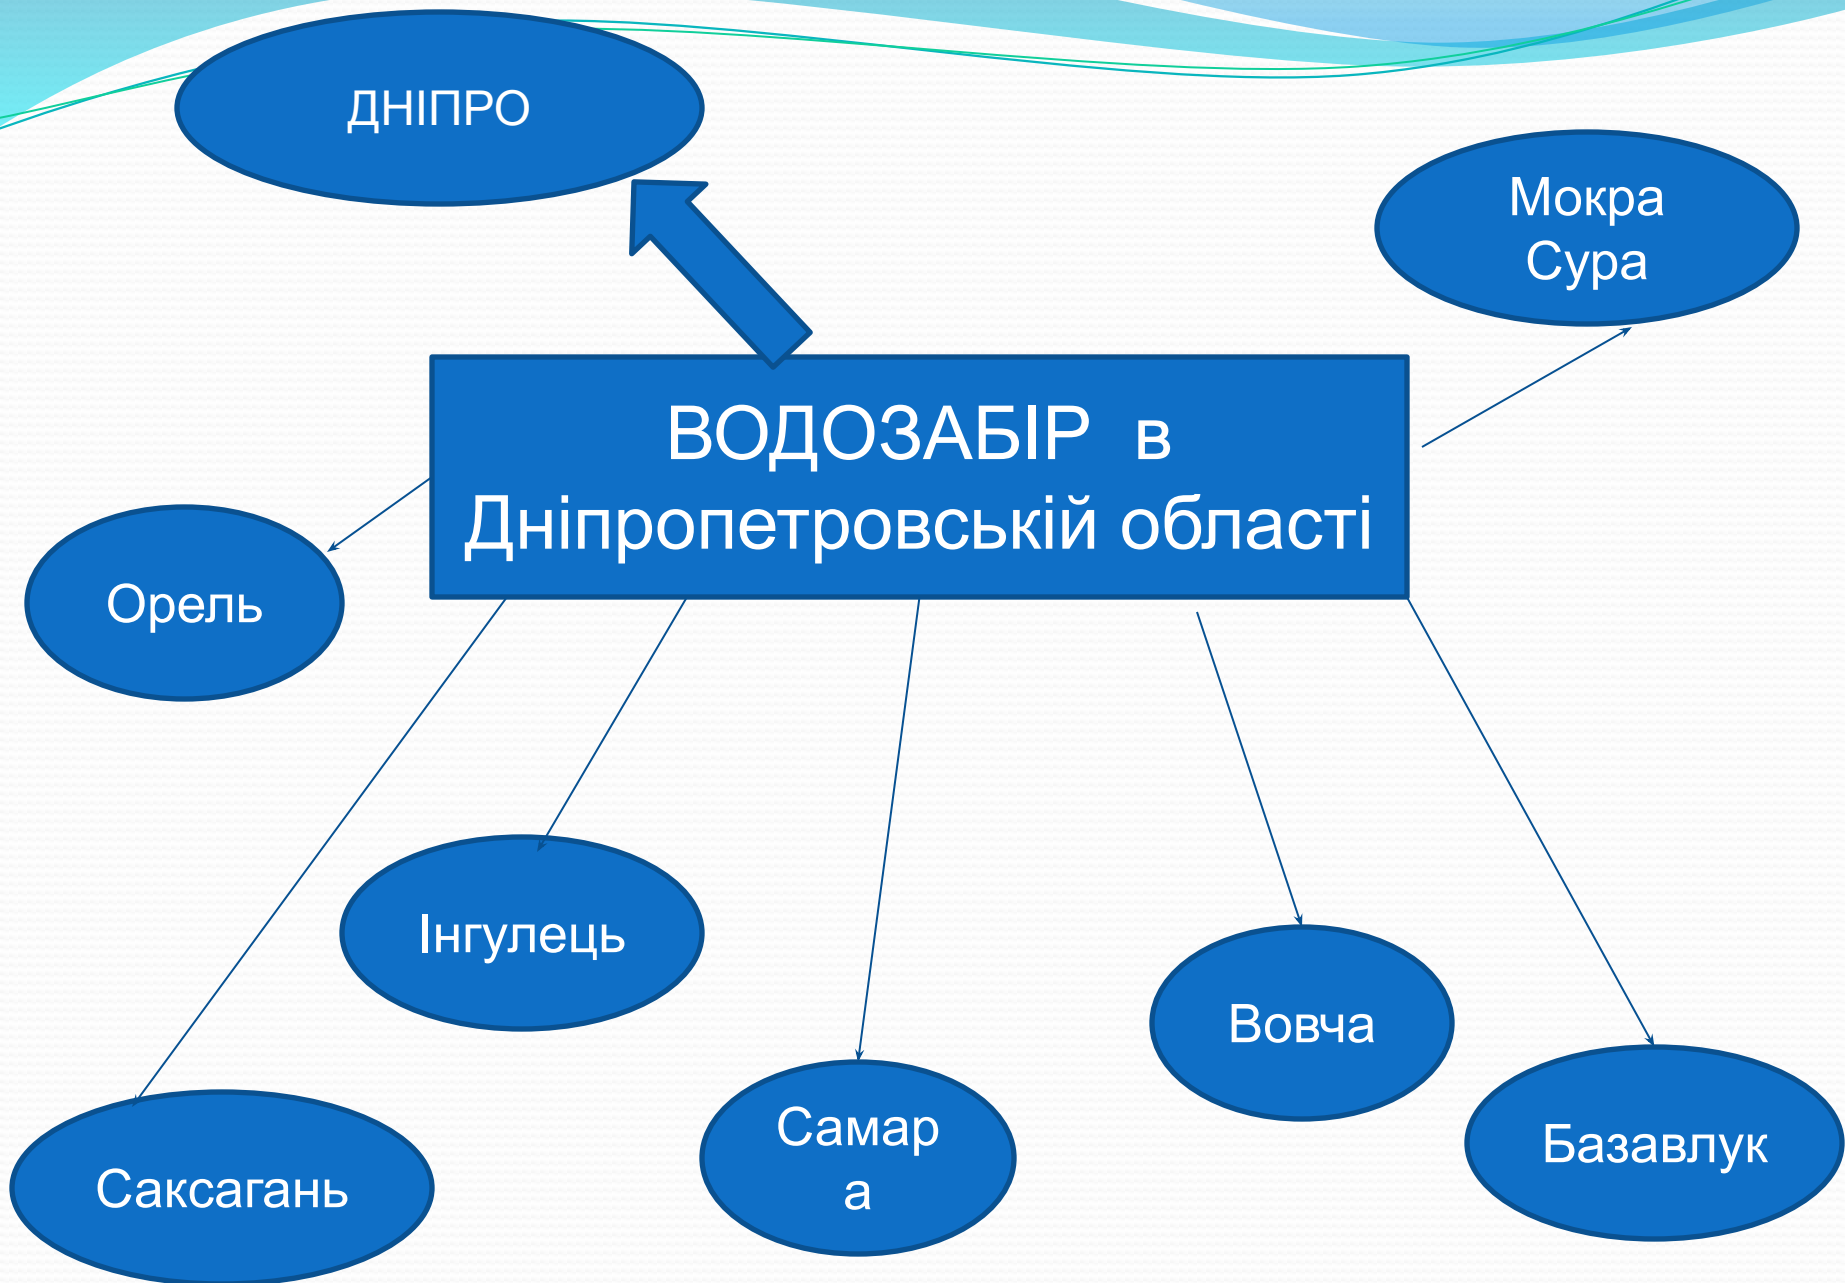 ДНІПРО
Мокра
Сура
ВОДОЗАБІР в
Дніпропетровській області
Орель
Інгулець
Вовча
Самар
а
Базавлук
Саксагань